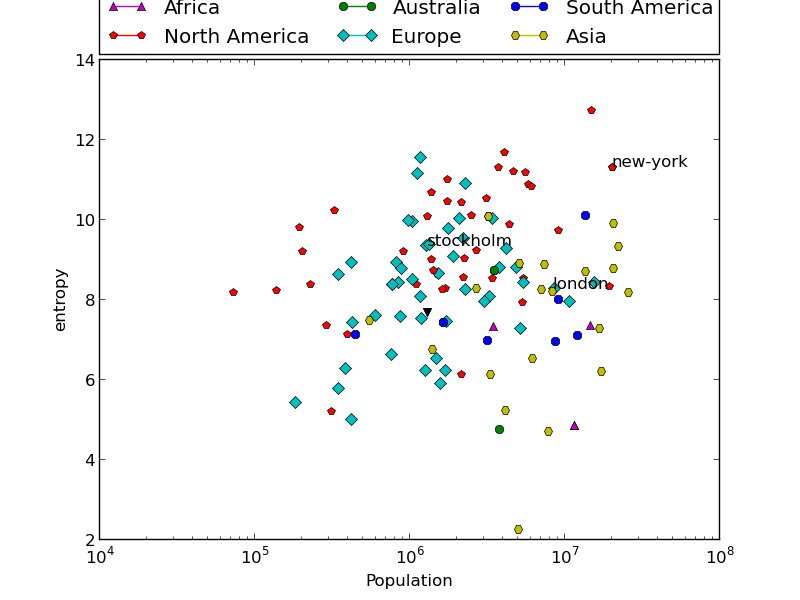 Africa Australia South America
North America Europe Asia
14
12
10
8
6
4
2
entropy
new-york
stockholm
london
10^4 10^5 10^6 10^7 10^8
Population